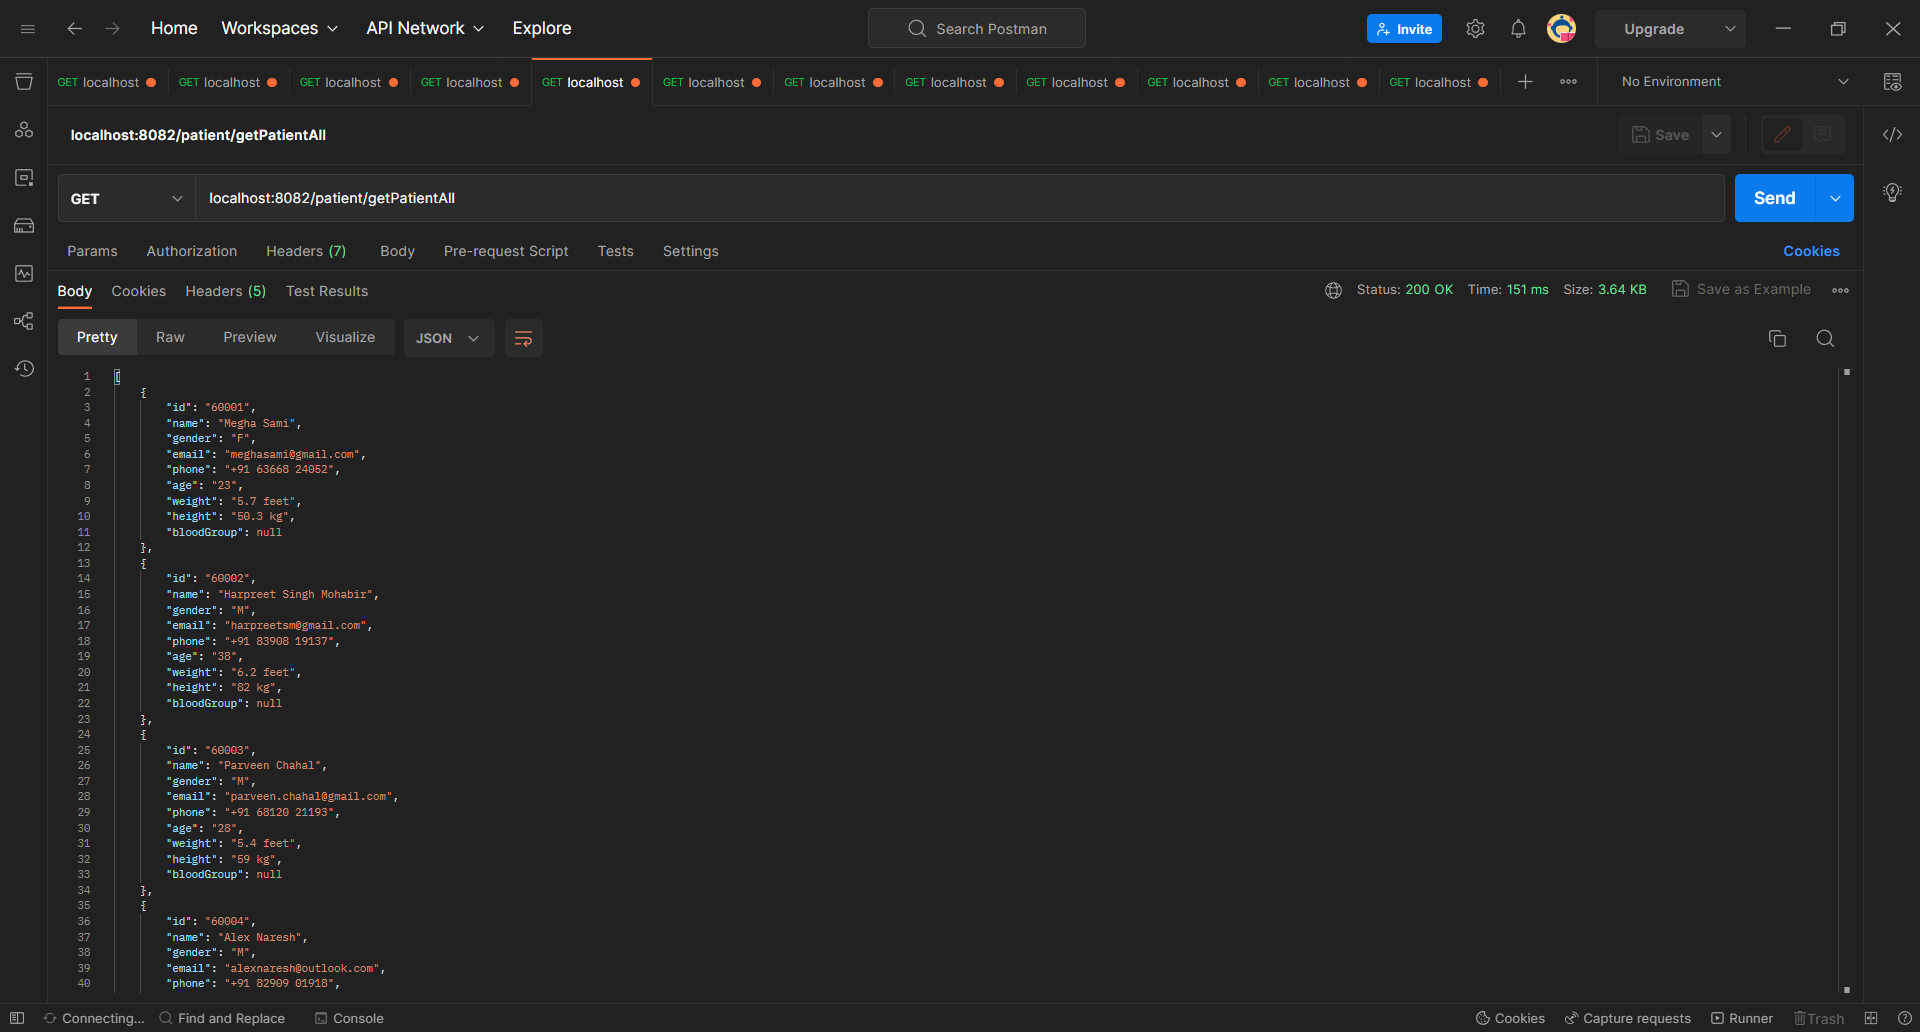 Home Workspaces API Network Explore Search Postman Invite Upgrade
GET localhost GET localhost GET localhost GET localhost GET localhost GET localhost GET localhost GET localhost GET localhost GET localhost GET localhost GET localhost No Environment
localhost:8082/patient/getPatientAll Save
GET localhost:8082/patient/getPatientAll Send
Params Authorization Headers (7) Body Pre-request Script Tests Settings Cookies
Body Cookies Headers (5) Test Results Status: 200 OK Time: 151 ms Size: 3.64 KB Save as Example
Pretty Raw Preview Visualize JSON
1 [
2 {
3 "id": "60001",
4 "name": "Megha Sami",
5 "gender": "F",
6 "email": "meghasami@gmail.com",
7 "phone": "+91 63668 24052",
8 "age": "23",
9 "weight": "5.7 feet",
10 "height": "50.3 kg",
11 "bloodGroup": null
12 },
13 {
14 "id": "60002",
15 "name": "Harpreet Singh Mohabir",
16 "gender": "M",
17 "email": "harpreetsm@gmail.com",
18 "phone": "+91 83908 19137",
19 "age": "38",
20 "weight": "6.2 feet",
21 "height": "82 kg",
22 "bloodGroup": null
23 },
24 {
25 "id": "60003",
26 "name": "Parveen Chahal",
27 "gender": "M",
28 "email": "parveen.chahal@gmail.com",
29 "phone": "+91 68120 21193",
30 "age": "28",
31 "weight": "5.4 feet",
32 "height": "59 kg",
33 "bloodGroup": null
34 },
35 {
36 "id": "60004",
37 "name": "Alex Naresh",
38 "gender": "M",
39 "email": "alexnaresh@outlook.com",
40 "phone": "+91 82909 01918",
Connecting... Find and Replace Console Cookies Capture requests Runner Trash